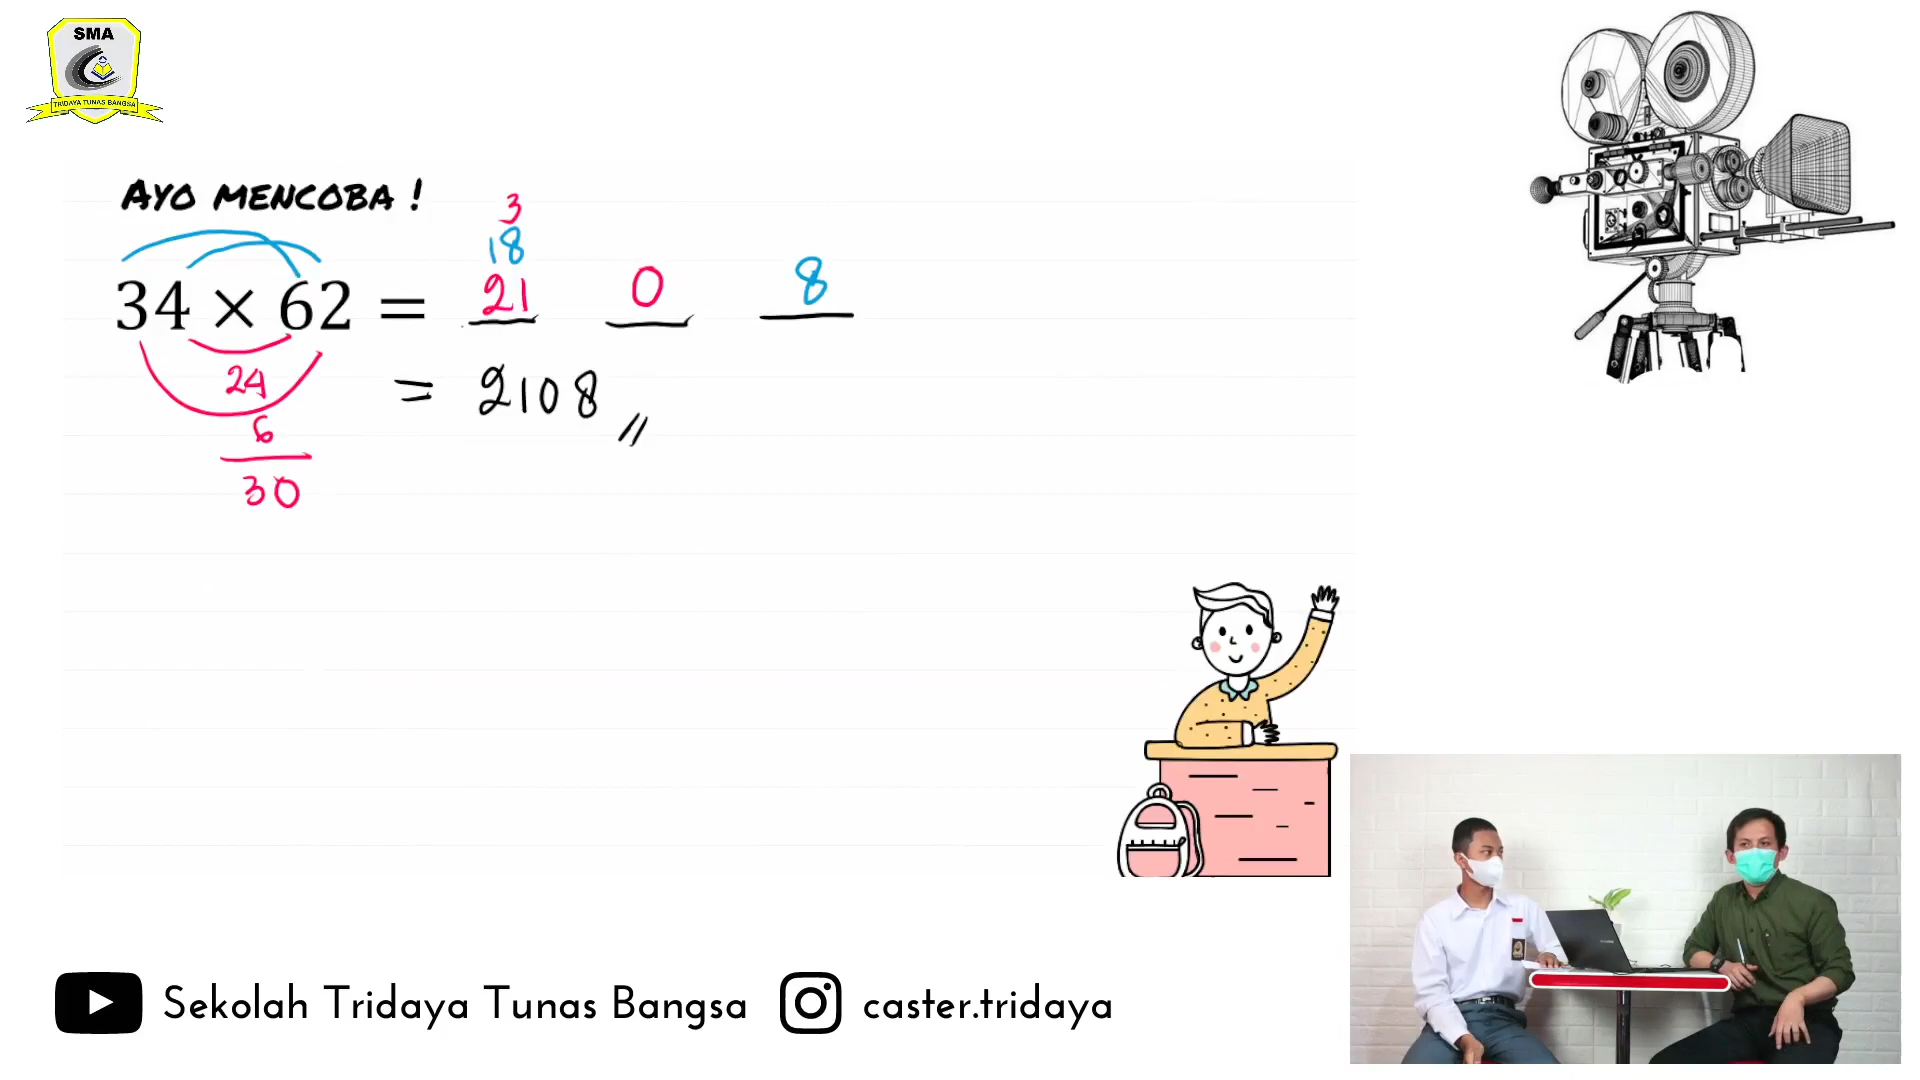 SMA
TRIDAYA TUNAS BANGSA
AYO MENCOBA !
3
18
34 × 62 = 21 0 8
24
= 2108 //
6
30
Sekolah Tridaya Tunas Bangsa
caster.tridaya